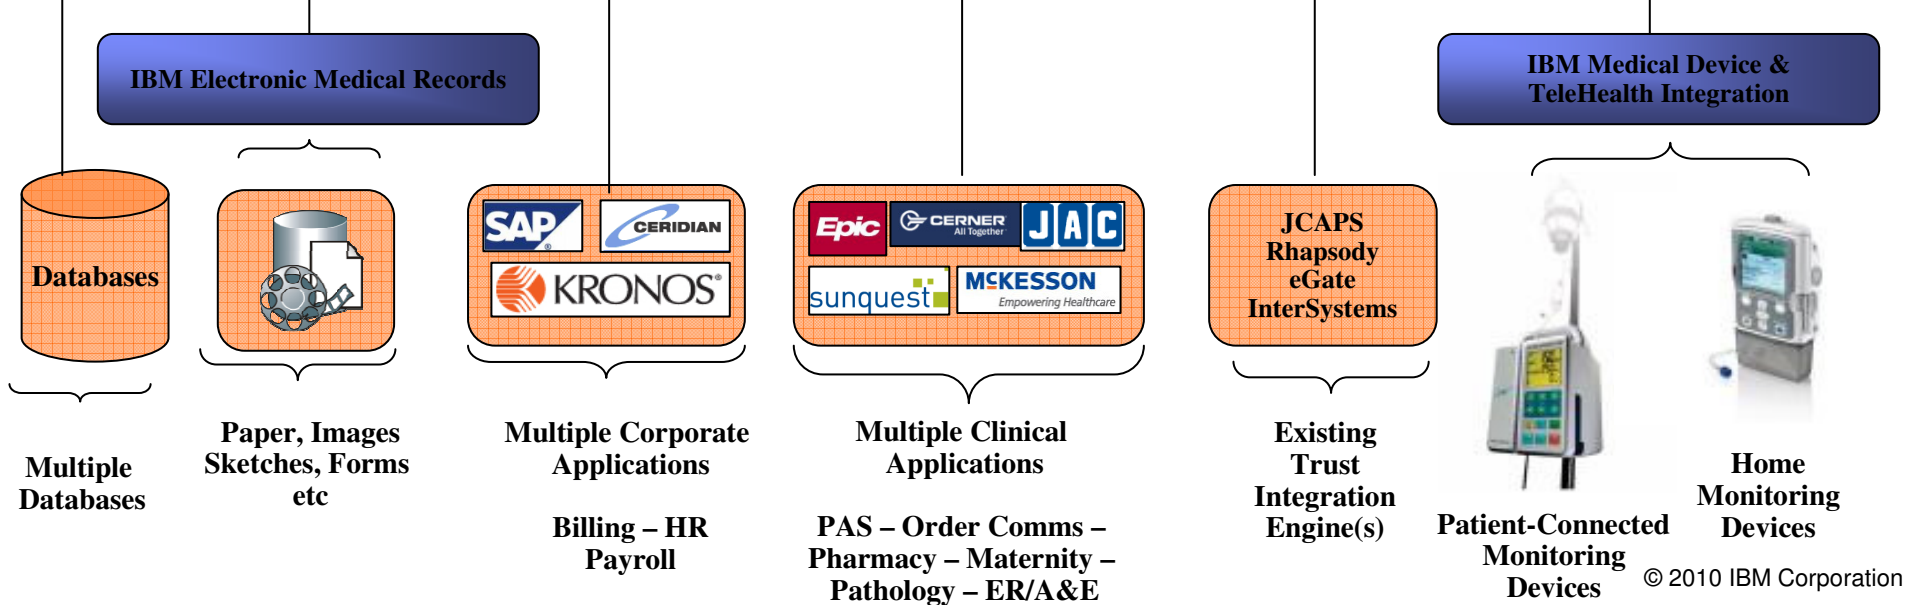 IBM Electronic Medical Records
IBM Medical Device &
TeleHealth Integration
Databases
SAP
CERIDIAN
KRONOS®
Epic
CERNER
All Together
JAC
sunquest
MCKESSON
Empowering Healthcare
JCAPS
Rhapsody
eGate
InterSystems
Multiple
Databases
Paper, Images
Sketches, Forms
etc
Multiple Corporate
Applications
Billing – HR
Payroll
Multiple Clinical
Applications
PAS – Order Comms –
Pharmacy – Maternity –
Pathology – ER/A&E
Existing
Trust
Integration
Engine(s)
Patient-Connected
Monitoring
Devices
Home
Monitoring
Devices
© 2010 IBM Corporation